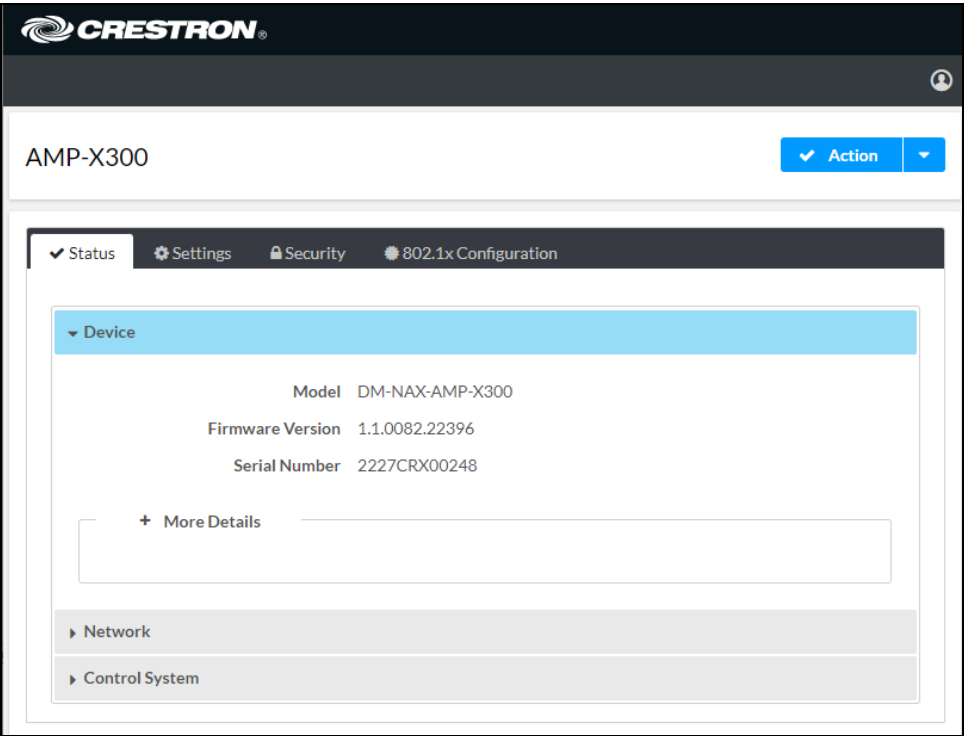 CRESTRON®
AMP-X300
Action
Status Settings Security 802.1x Configuration
Device
Model DM-NAX-AMP-X300
Firmware Version 1.1.0082.22396
Serial Number 2227CRX00248
+ More Details
Network
Control System